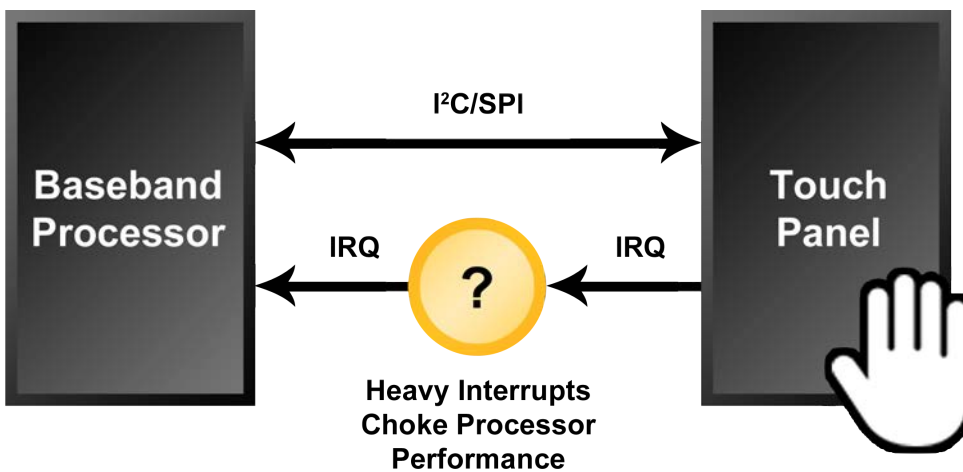 I²C/SPI
Baseband
Processor
Touch
Panel
IRQ
?
IRQ
Heavy Interrupts
Choke Processor
Performance